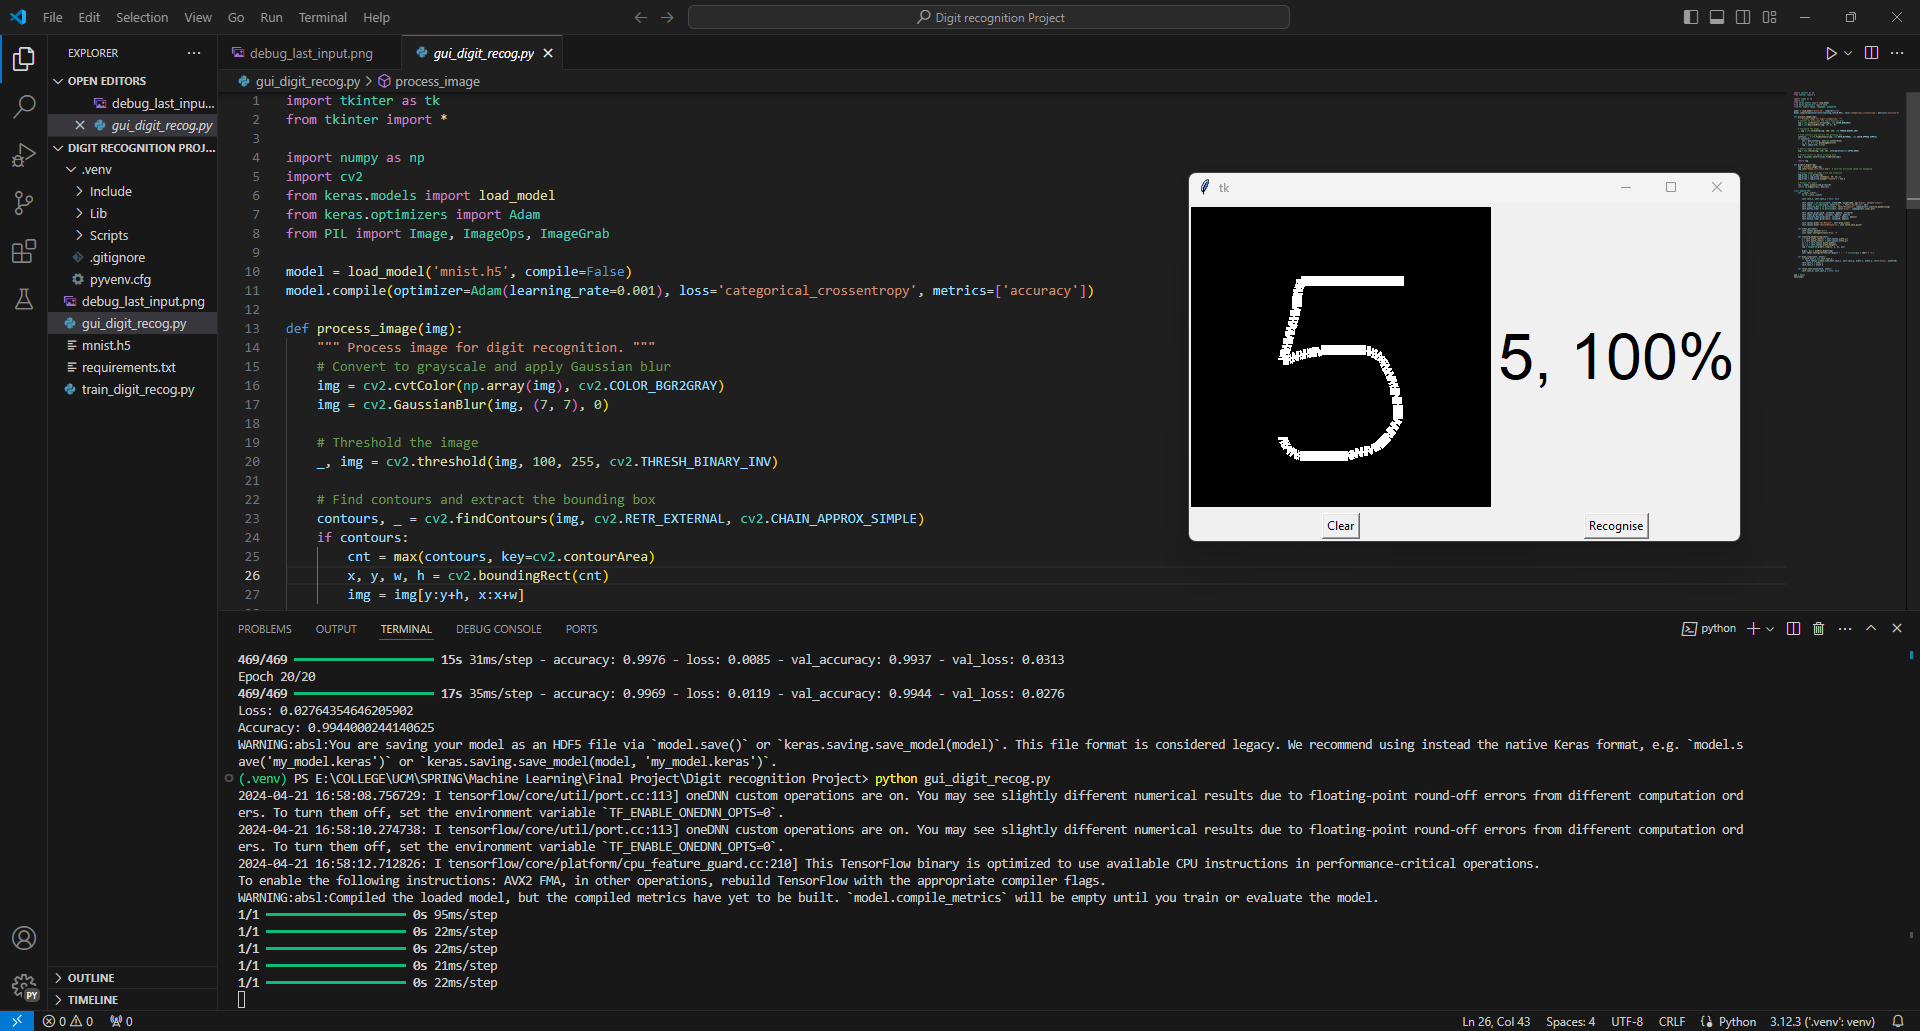 File Edit Selection View Go Run Terminal Help
Digit recognition Project
EXPLORER
OPEN EDITORS
debug_last_inpu...
gui_digit_recog.py
DIGIT RECOGNITION PROJ...
.venv
Include
Lib
Scripts
.gitignore
pyvenv.cfg
debug_last_input.png
gui_digit_recog.py
mnist.h5
requirements.txt
train_digit_recog.py
OUTLINE
TIMELINE
debug_last_input.png
gui_digit_recog.py
gui_digit_recog.py > process_image
1 import tkinter as tk
2 from tkinter import *
3
4 import numpy as np
5 import cv2
6 from keras.models import load_model
7 from keras.optimizers import Adam
8 from PIL import Image, ImageOps, ImageGrab
9
10 model = load_model('mnist.h5', compile=False)
11 model.compile(optimizer=Adam(learning_rate=0.001), loss='categorical_crossentropy', metrics=['accuracy'])
12
13 def process_image(img):
14 """ Process image for digit recognition. """
15 # Convert to grayscale and apply Gaussian blur
16 img = cv2.cvtColor(np.array(img), cv2.COLOR_BGR2GRAY)
17 img = cv2.GaussianBlur(img, (7, 7), 0)
18
19 # Threshold the image
20 _, img = cv2.threshold(img, 100, 255, cv2.THRESH_BINARY_INV)
21
22 # Find contours and extract the bounding box
23 contours, _ = cv2.findContours(img, cv2.RETR_EXTERNAL, cv2.CHAIN_APPROX_SIMPLE)
24 if contours:
25 cnt = max(contours, key=cv2.contourArea)
26 x, y, w, h = cv2.boundingRect(cnt)
27 img = img[y:y+h, x:x+w]
tk
5
5, 100%
Clear
Recognise
PROBLEMS OUTPUT TERMINAL DEBUG CONSOLE PORTS
python
469/469 15s 31ms/step - accuracy: 0.9976 - loss: 0.0085 - val_accuracy: 0.9937 - val_loss: 0.0313
Epoch 20/20
469/469 17s 35ms/step - accuracy: 0.9969 - loss: 0.0119 - val_accuracy: 0.9944 - val_loss: 0.0276
Loss: 0.02764354646205902
Accuracy: 0.9944000244140625
WARNING:absl:You are saving your model as an HDF5 file via `model.save()` or `keras.saving.save_model(model)`. This file format is considered legacy. We recommend using instead the native Keras format, e.g. `model.s
ave('my_model.keras')` or `keras.saving.save_model(model, 'my_model.keras')`.
(.venv) PS E:\COLLEGE\UCM\SPRING\Machine Learning\Final Project\Digit recognition Project> python gui_digit_recog.py
2024-04-21 16:58:08.756729: I tensorflow/core/util/port.cc:113] oneDNN custom operations are on. You may see slightly different numerical results due to floating-point round-off errors from different computation ord
ers. To turn them off, set the environment variable `TF_ENABLE_ONEDNN_OPTS=0`.
2024-04-21 16:58:10.274738: I tensorflow/core/util/port.cc:113] oneDNN custom operations are on. You may see slightly different numerical results due to floating-point round-off errors from different computation ord
ers. To turn them off, set the environment variable `TF_ENABLE_ONEDNN_OPTS=0`.
2024-04-21 16:58:12.712826: I tensorflow/core/platform/cpu_feature_guard.cc:210] This TensorFlow binary is optimized to use available CPU instructions in performance-critical operations.
To enable the following instructions: AVX2 FMA, in other operations, rebuild TensorFlow with the appropriate compiler flags.
WARNING:absl:Compiled the loaded model, but the compiled metrics have yet to be built. `model.compile_metrics` will be empty until you train or evaluate the model.
1/1 0s 95ms/step
1/1 0s 22ms/step
1/1 0s 22ms/step
1/1 0s 21ms/step
1/1 0s 22ms/step
PY
0 0 0
Ln 26, Col 43 Spaces: 4 UTF-8 CRLF Python 3.12.3 ('.venv': venv)